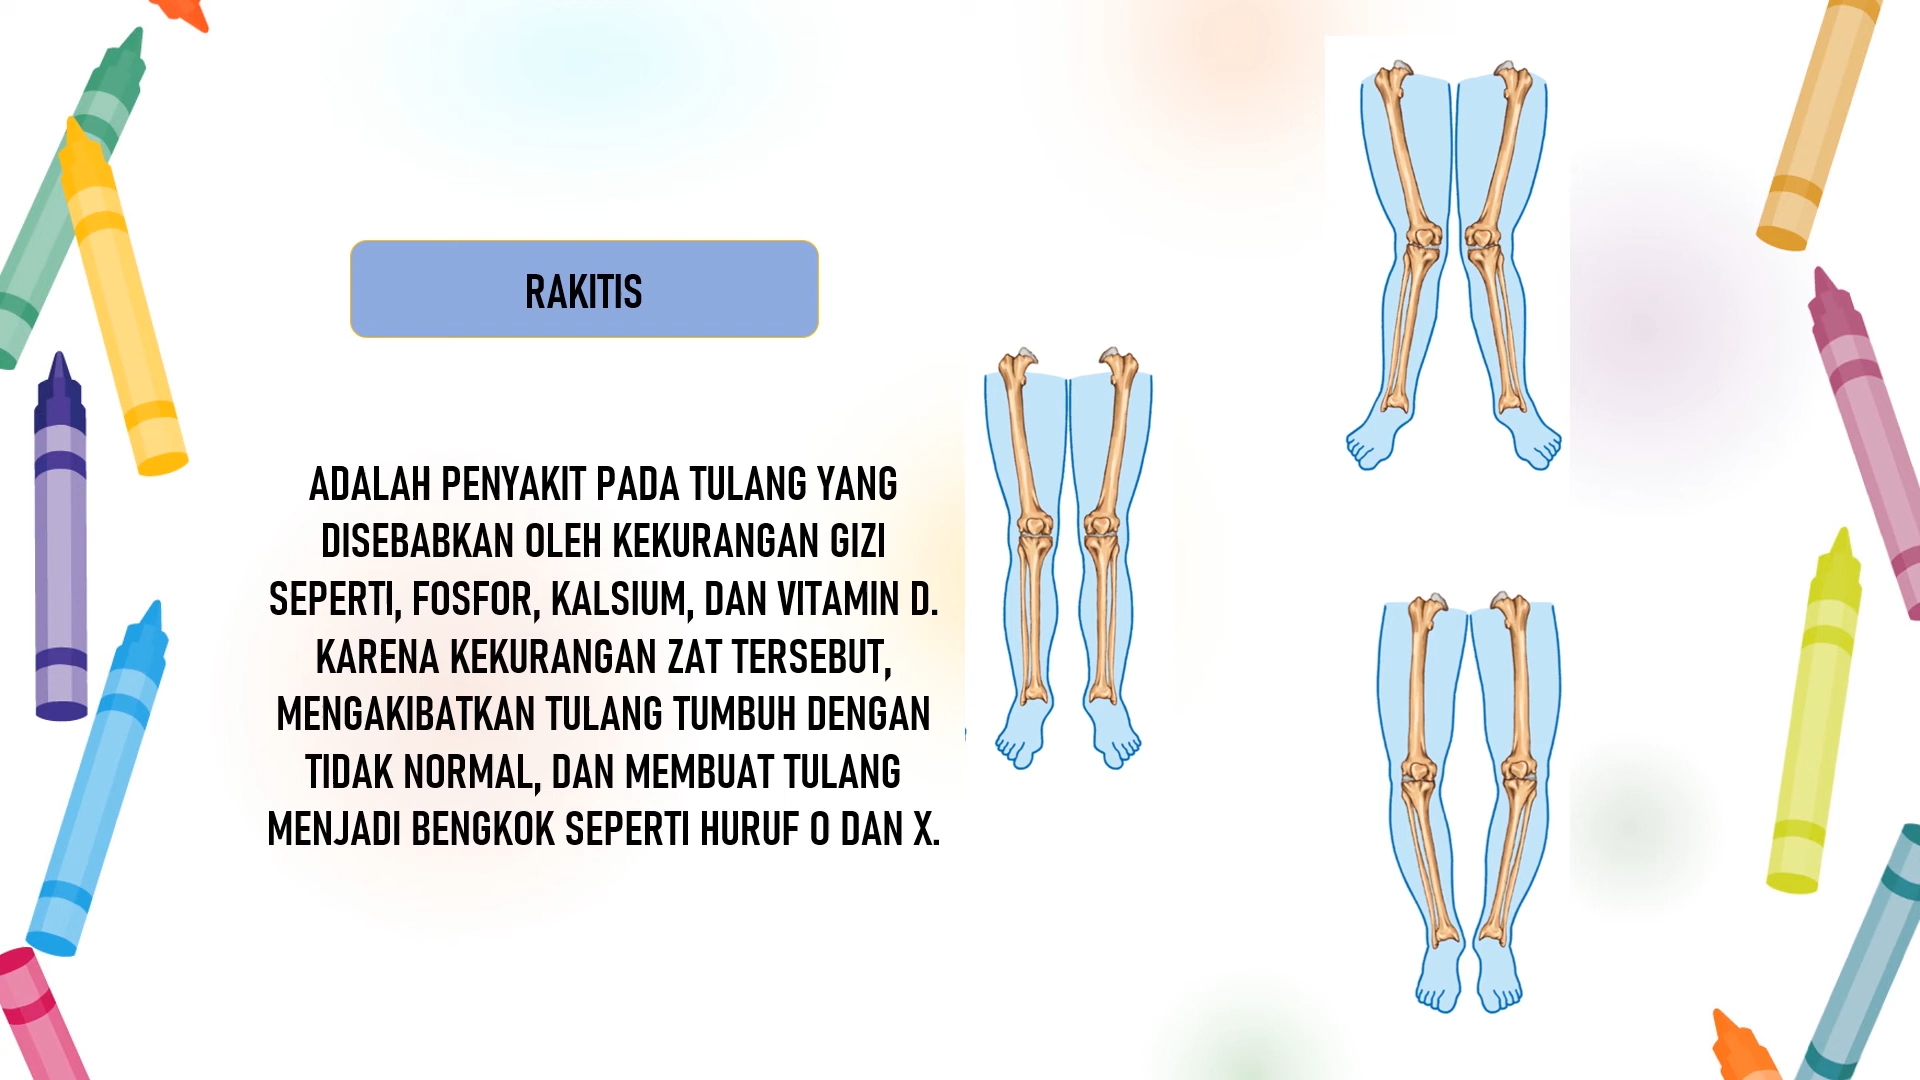 RAKITIS
ADALAH PENYAKIT PADA TULANG YANG
DISEBABKAN OLEH KEKURANGAN GIZI
SEPERTI, FOSFOR, KALSIUM, DAN VITAMIN D.
KARENA KEKURANGAN ZAT TERSEBUT,
MENGAKIBATKAN TULANG TUMBUH DENGAN
TIDAK NORMAL, DAN MEMBUAT TULANG
MENJADI BENGKOK SEPERTI HURUF O DAN X.